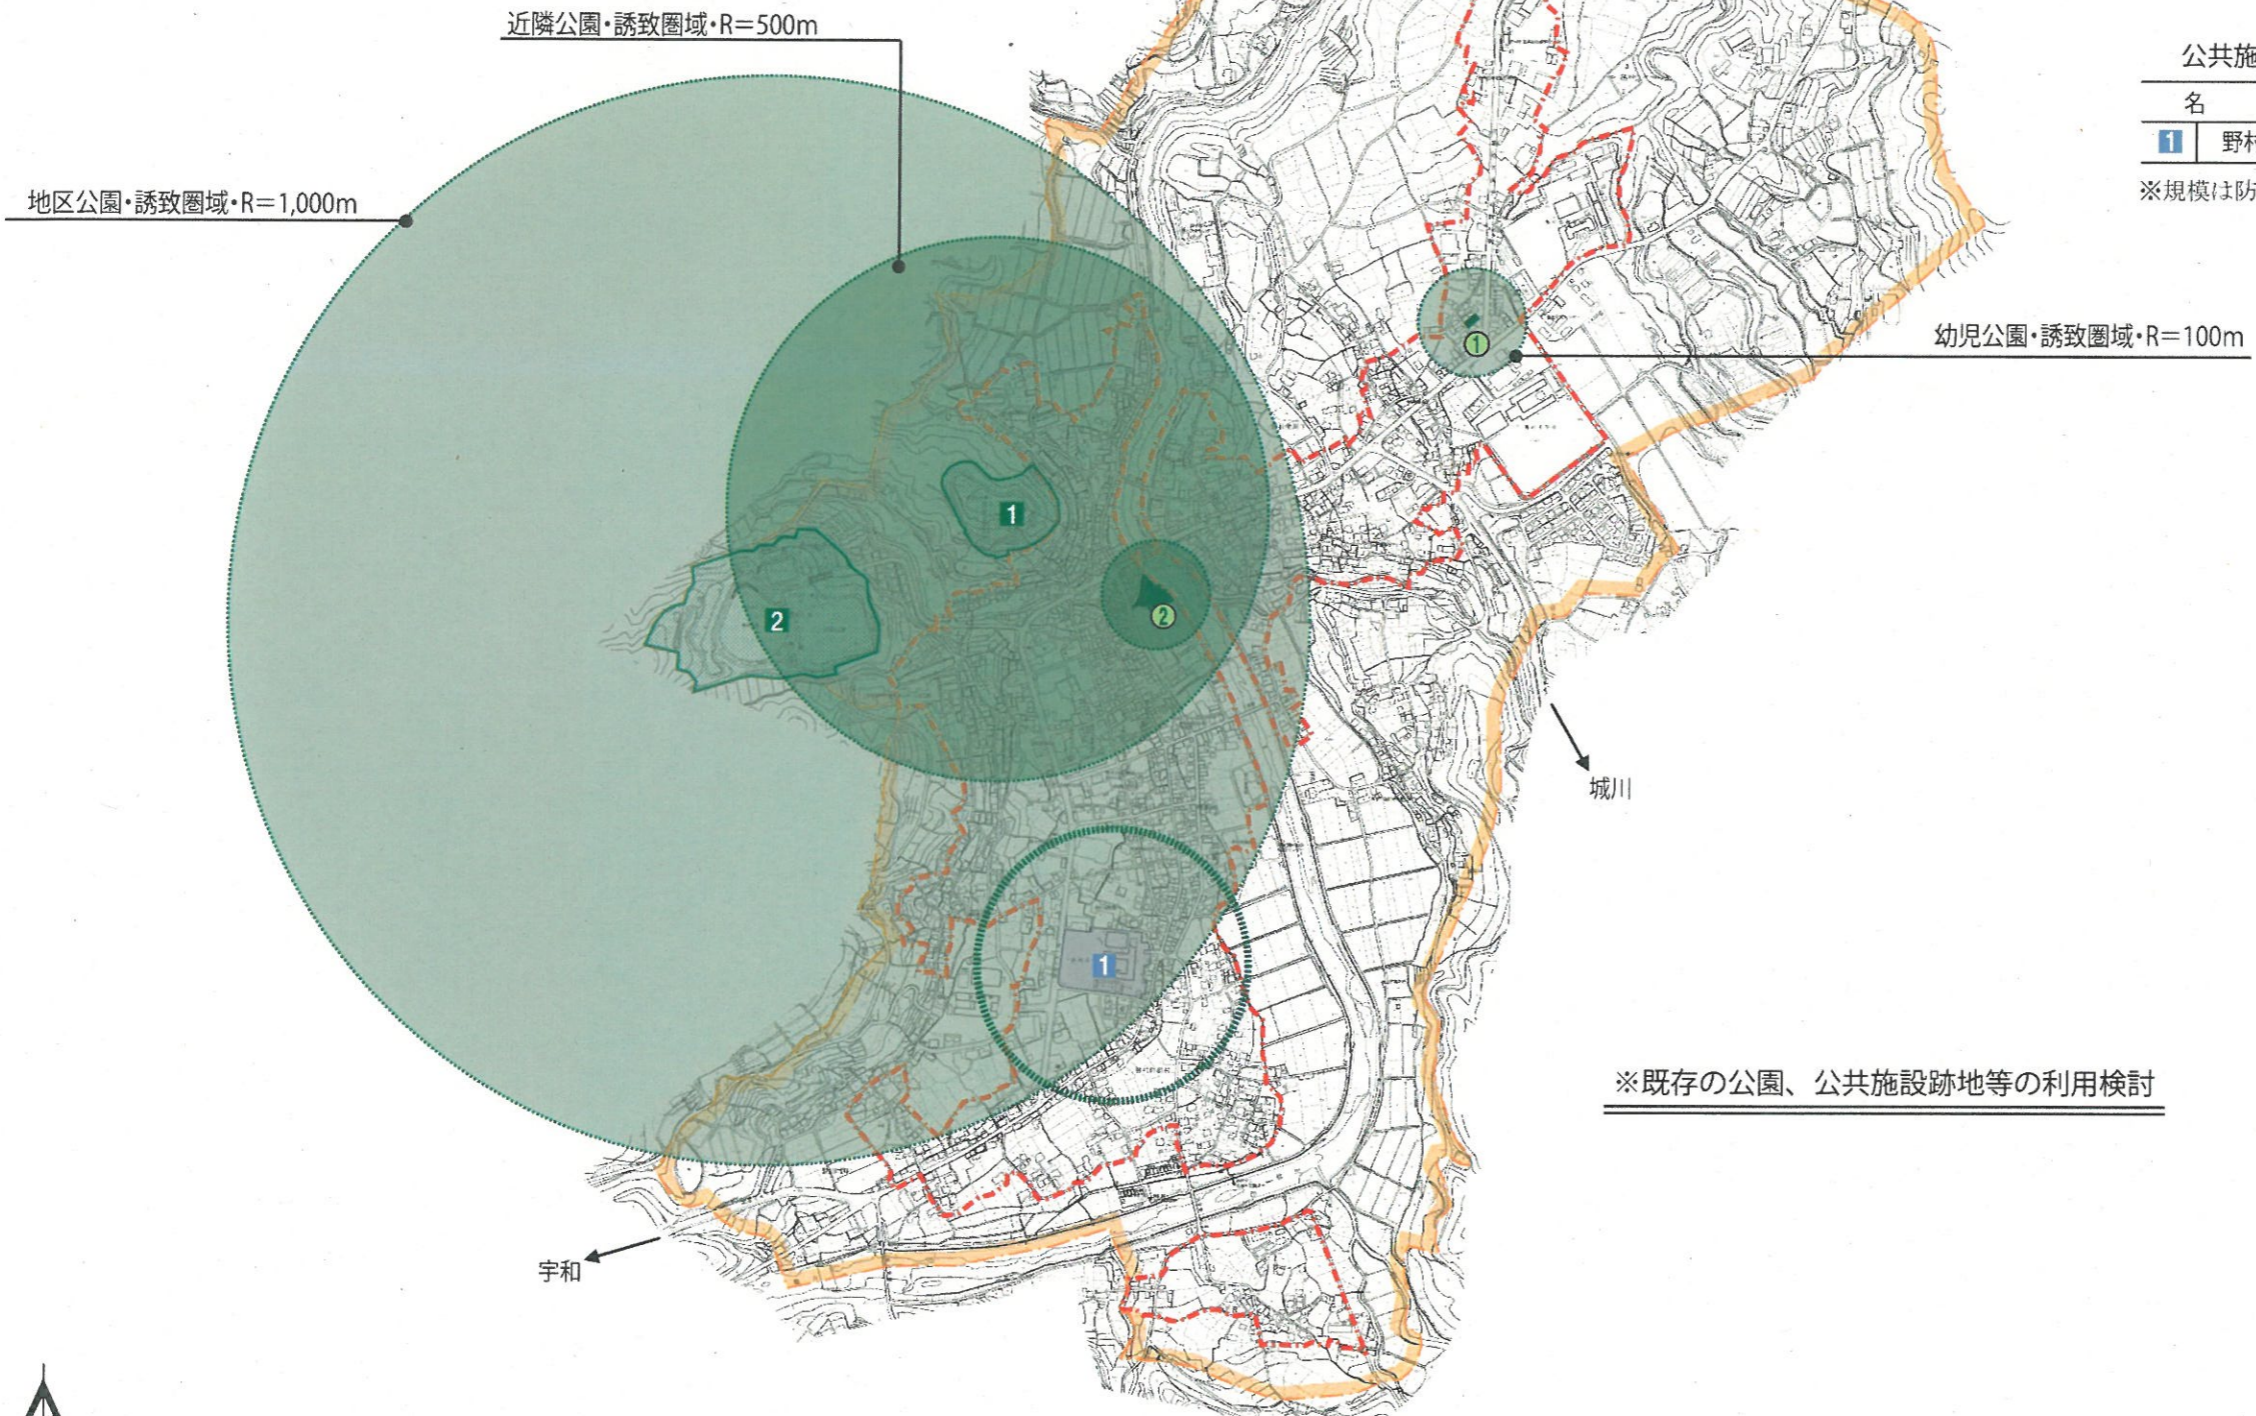 近隣公園・誘致圏域・R=500m
公共施
名
1 野村
※規模は防
地区公園・誘致圏域・R=1,000m
幼児公園・誘致圏域・R=100m
1
1
2
2
城川
1
※既存の公園、公共施設跡地等の利用検討
宇和